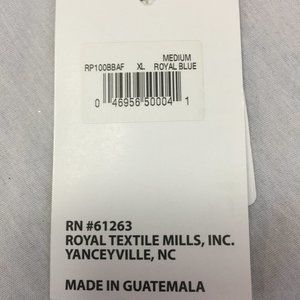 MEDIUM
RP100BBAF XL ROYAL BLUE
0 46956 50004 1
RN #61263
ROYAL TEXTILE MILLS, INC.
YANCEYVILLE, NC
MADE IN GUATEMALA